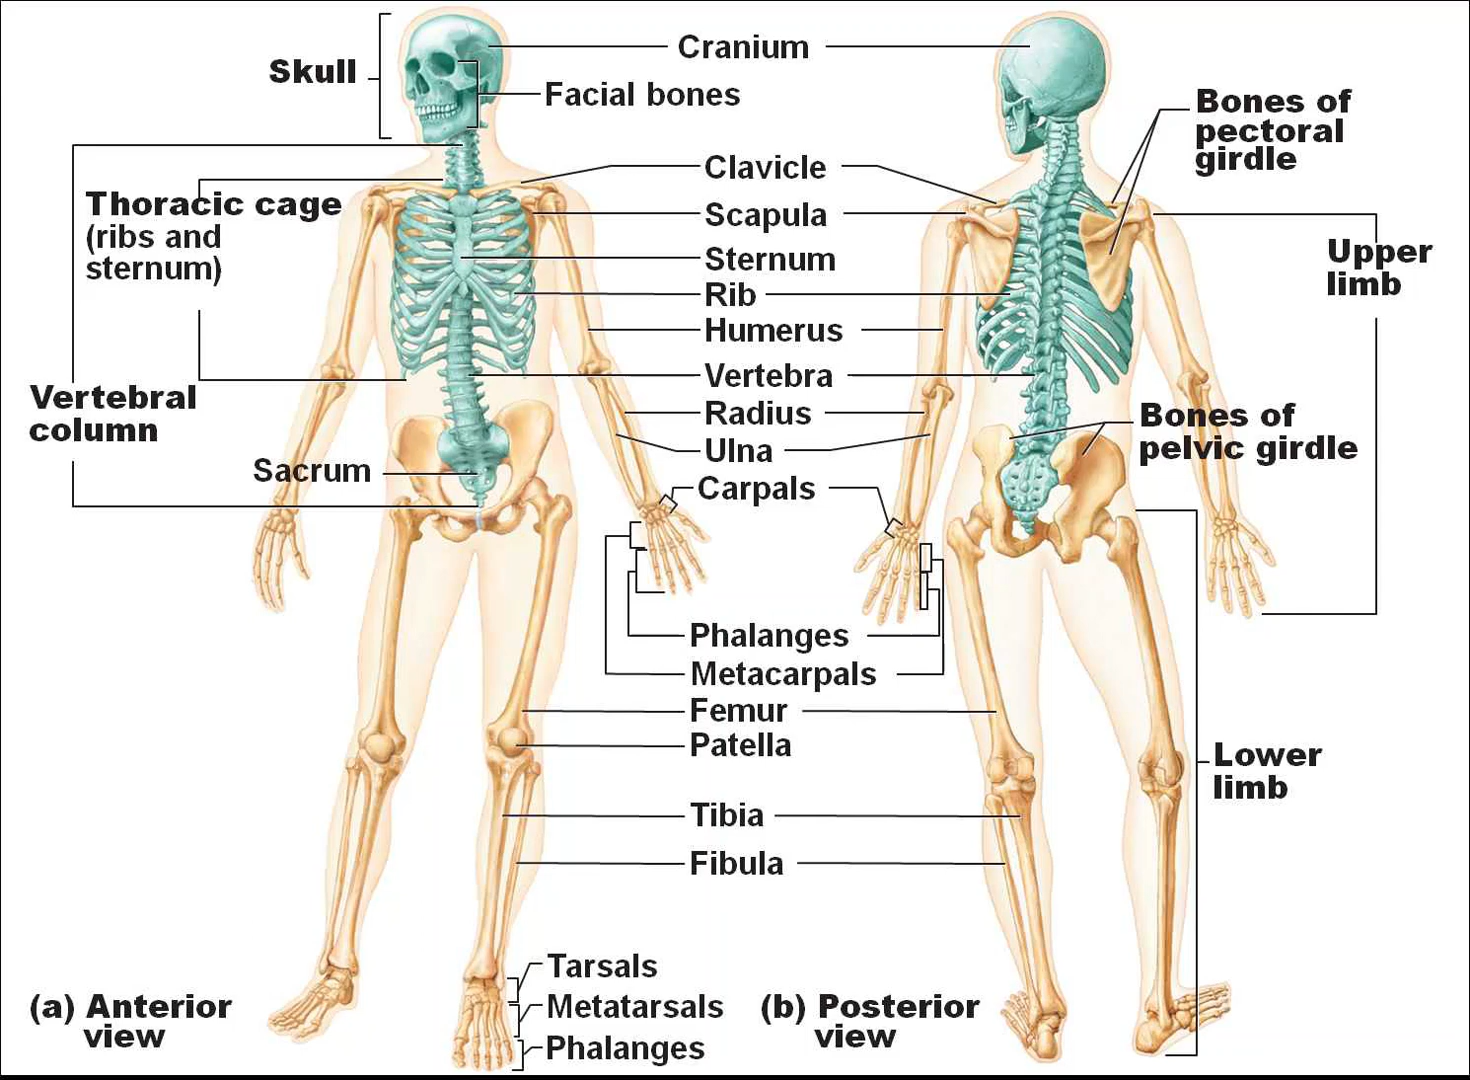 Skull
Cranium
Facial bones
Bones of
pectoral
girdle
Clavicle
Thoracic cage
(ribs and
sternum)
Scapula
Sternum
Upper
limb
Rib
Humerus
Vertebra
Vertebral
column
Radius
Bones of
pelvic girdle
Ulna
Sacrum
Carpals
Phalanges
Metacarpals
Femur
Patella
Lower
limb
Tibia
Fibula
Tarsals
Metatarsals
Phalanges
(a) Anterior
view
(b) Posterior
view